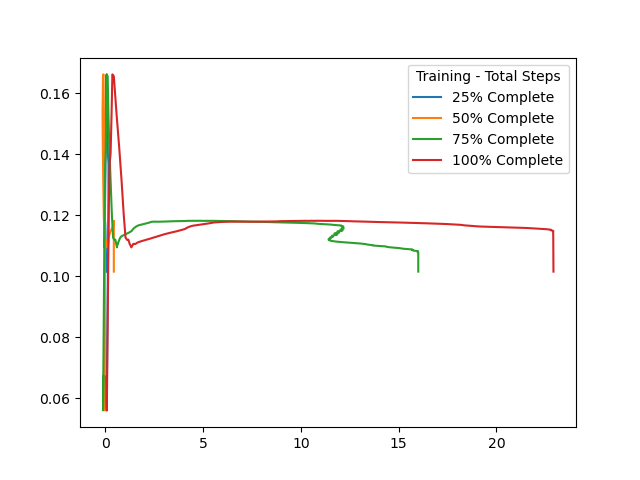 Training - Total Steps
25% Complete
50% Complete
75% Complete
100% Complete
0.16
0.14
0.12
0.10
0.08
0.06
0 5 10 15 20